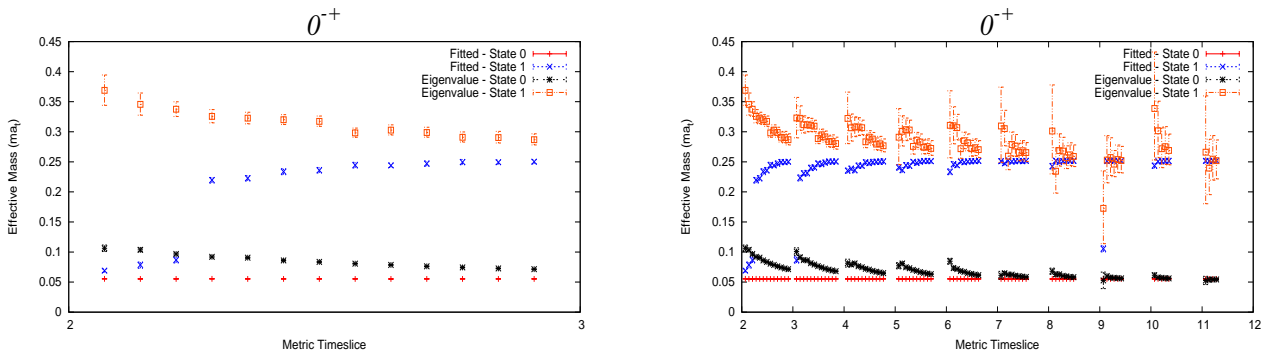 0⁻⁺
0.45
0.4
0.35
0.3
0.25
0.2
0.15
0.1
0.05
0
Effective Mass (maₜ)
Fitted - State 0
Fitted - State 1
Eigenvalue - State 0
Eigenvalue - State 1
2 3
Metric Timeslice
0⁻⁺
0.45
0.4
0.35
0.3
0.25
0.2
0.15
0.1
0.05
0
Effective Mass (maₜ)
Fitted - State 0
Fitted - State 1
Eigenvalue - State 0
Eigenvalue - State 1
2 3 4 5 6 7 8 9 10 11 12
Metric Timeslice